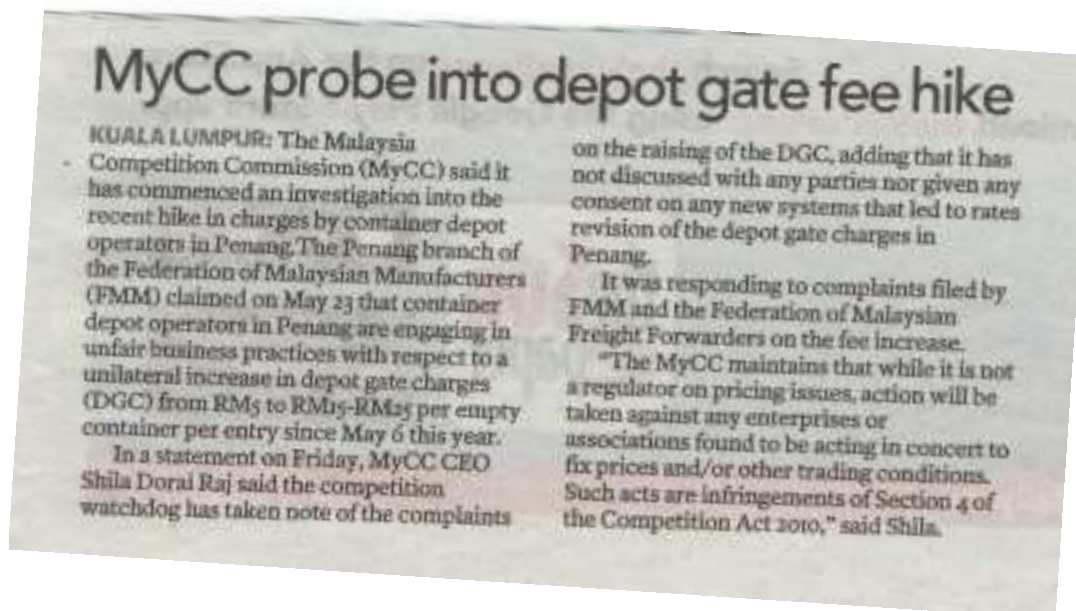 MyCC probe into depot gate fee hike
KUALA LUMPUR: The Malaysia
Competition Commission (MyCC) said it
has commenced an investigation into the
recent hike in charges by container depot
operators in Penang.The Penang branch of
the Federation of Malaysian Manufacturers
(FMM) claimed on May 23 that container
depot operators in Penang are engaging in
unfair business practices with respect to a
unilateral increase in depot gate charges
(DGC) from RM5 to RM15-RM25 per empty
container per entry since May 6 this year.
In a statement on Friday, MyCC CEO
Shila Dorai Raj said the competition
watchdog has taken note of the complaints
on the raising of the DGC, adding that it has
not discussed with any parties nor given any
consent on any new systems that led to rates
revision of the depot gate charges in
Penang.
It was responding to complaints filed by
FMM and the Federation of Malaysian
Freight Forwarders on the fee increase.
"The MyCC maintains that while it is not
a regulator on pricing issues, action will be
taken against any enterprises or
associations found to be acting in concert to
fix prices and/or other trading conditions.
Such acts are infringements of Section 4 of
the Competition Act 2010," said Shila.